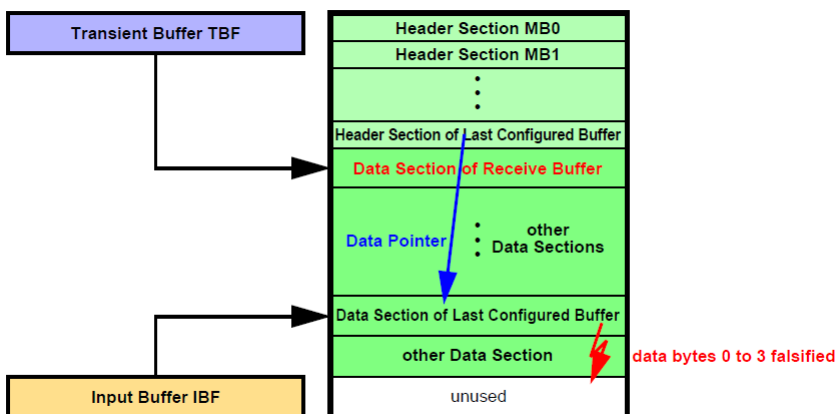 Transient Buffer TBF
Header Section MB0
Header Section MB1
Header Section of Last Configured Buffer
Data Section of Receive Buffer
Data Pointer
other
Data Sections
Data Section of Last Configured Buffer
other Data Section
data bytes 0 to 3 falsified
Input Buffer IBF
unused